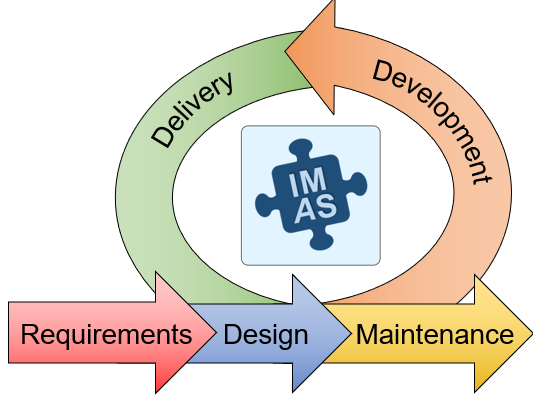 Delivery
Development
IM
AS
Requirements
Design
Maintenance